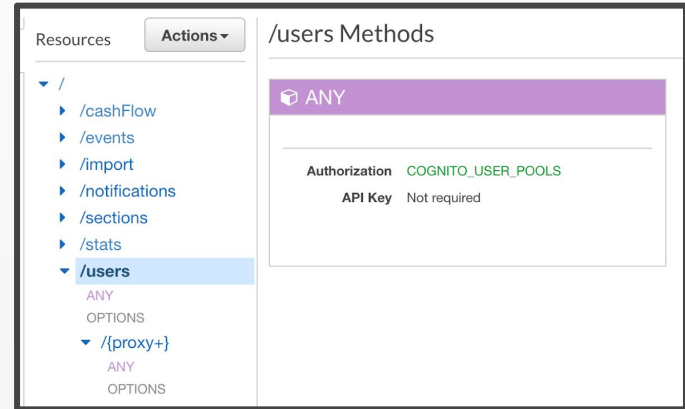 Resources
Actions
/
/cashFlow
/events
/import
/notifications
/sections
/stats
/users
ANY
OPTIONS
/{proxy+}
ANY
OPTIONS
/users Methods
ANY
Authorization COGNITO_USER_POOLS
API Key Not required